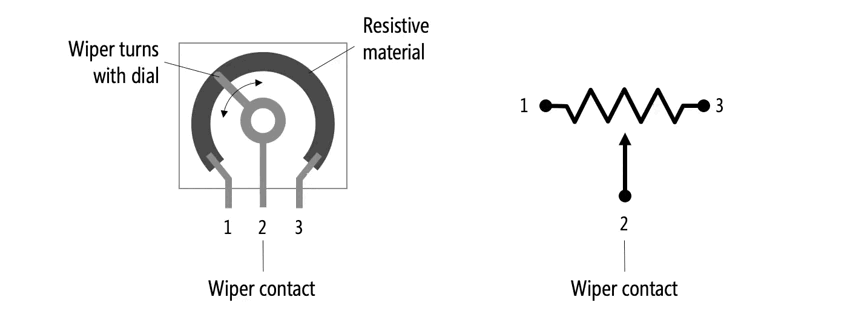 Wiper turns
with dial
Resistive
material
1 2 3
Wiper contact
1
3
2
Wiper contact